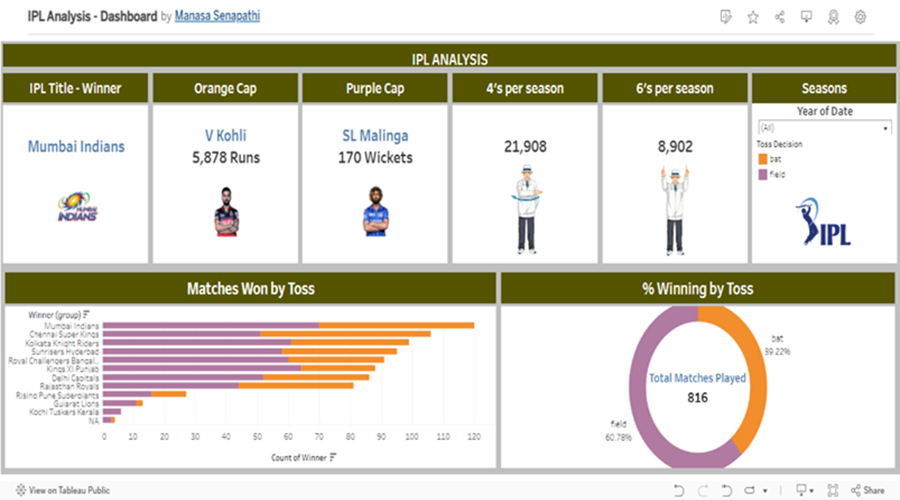 IPL Analysis - Dashboard by Manasa Senapathi
IPL ANALYSIS
IPL Title - Winner
Orange Cap
Purple Cap
4's per season
6's per season
Seasons
Mumbai Indians
V Kohli
5,878 Runs
SL Malinga
170 Wickets
21,908
8,902
Year of Date
(All)
Toss Decision
bat
field
MUMBAI
INDIANS
IPL
Matches Won by Toss
% Winning by Toss
Winner (group)
Mumbai Indians
Chennai Super Kings
Kolkata Knight Riders
Sunrisers Hyderbad
Royal Challengers Bangal..
Kings XI Punjab
Delhi Capitals
Rajasthan Royals
Rising Pune Supergiants
Gujarat Lions
Kochi Tuskers Kerala
NA
0 10 20 30 40 50 60 70 80 90 100 110 120
Count of Winner
bat
39.22%
Total Matches Played
816
field
60.78%
View on Tableau Public
Share